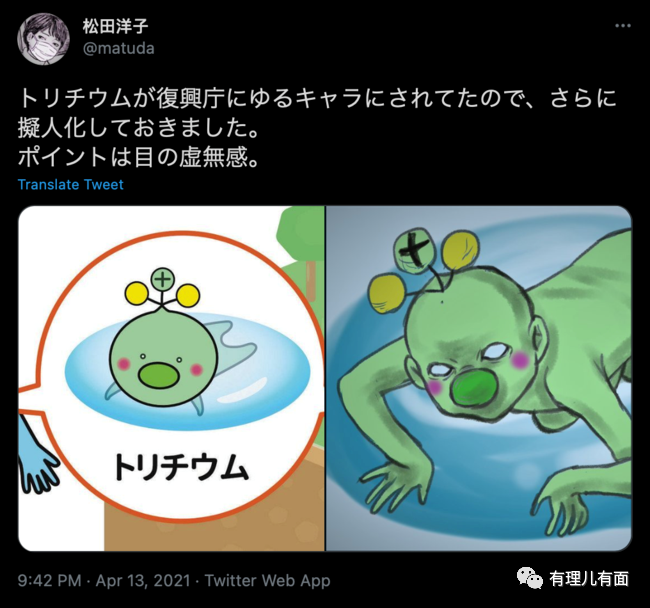 松田洋子
@matuda
トリチウムが復興庁にゆるキャラにされてたので、さらに
擬人化しておきました。
ポイントは目の虚無感。
Translate Tweet
トリチウム
9:42 PM · Apr 13, 2021 · Twitter Web App
有理儿有面